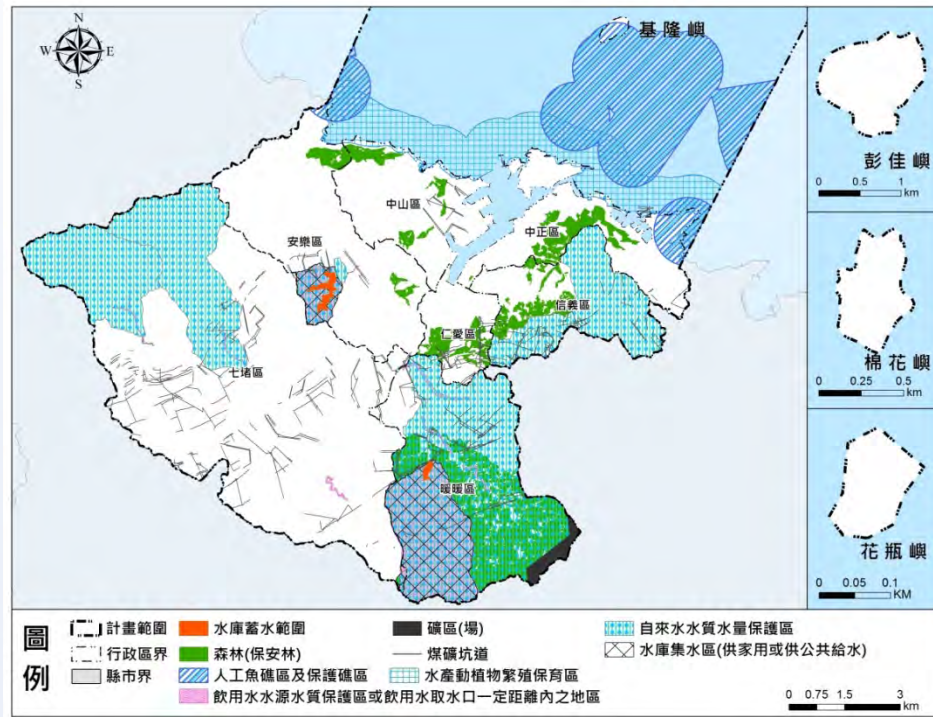 N
W E
S
基隆嶼
中山區
中正區
安樂區
信義區
仁愛區
七堵區
暖暖區
彭佳嶼
0 0.5 1
km
棉花嶼
0 0.25 0.5
KM
花瓶嶼
0 0.05 0.1
KM
圖例
計畫範圍
水庫蓄水範圍
礦區(場)
自來水水質水量保護區
行政區界
森林(保安林)
煤礦坑道
水庫集水區(供家用或供公共給水)
縣市界
人工魚礁區及保護礁區
水產動植物繁殖保育區
飲用水水源水質保護區或飲用水取水口一定距離內之地區
0 0.75 1.5 3
km